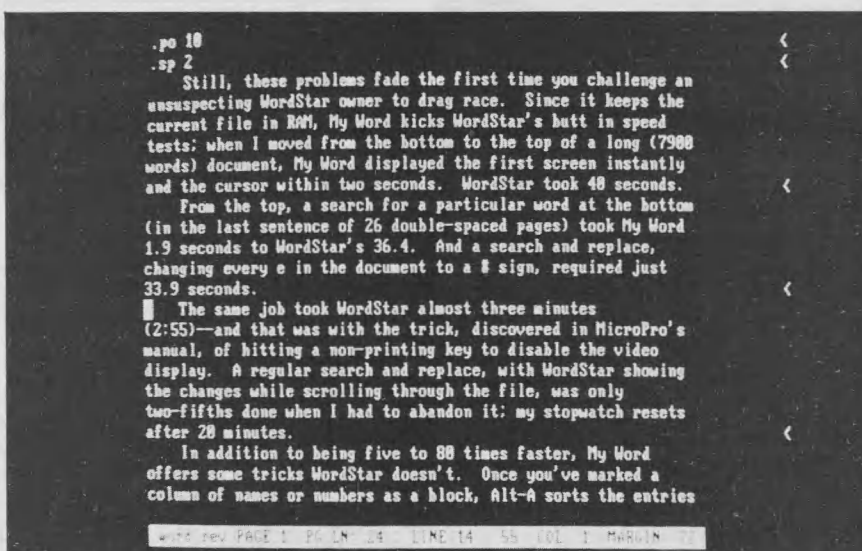 .po 10 <
.sp 2 <
Still, these problems fade the first time you challenge an
unsuspecting WordStar owner to drag race. Since it keeps the
current file in RAM, My Word kicks WordStar's butt in speed
tests; when I moved from the bottom to the top of a long (7900
words) document, My Word displayed the first screen instantly
and the cursor within two seconds. WordStar took 40 seconds. <
From the top, a search for a particular word at the bottom
(in the last sentence of 26 double-spaced pages) took My Word
1.9 seconds to WordStar's 36.4. And a search and replace,
changing every e in the document to a $ sign, required just
33.9 seconds. <
The same job took WordStar almost three minutes
(2:55)--and that was with the trick, discovered in MicroPro's
manual, of hitting a non-printing key to disable the video
display. A regular search and replace, with WordStar showing
the changes while scrolling through the file, was only
two-fifths done when I had to abandon it; my stopwatch resets
after 20 minutes. <
In addition to being five to 80 times faster, My Word
offers some tricks WordStar doesn't. Once you've marked a
column of names or numbers as a block, Alt-A sorts the entries
word rev PAGE 1 PG LN 24 LINE 14 55 COL 1 MARGIN 72